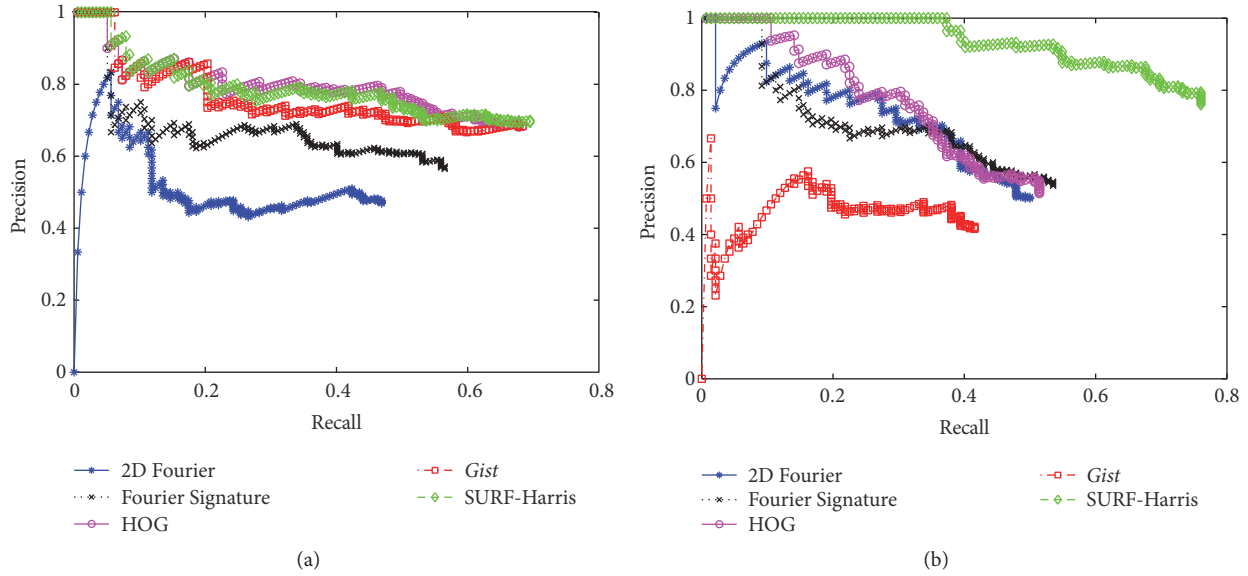 1
0.8
0.6
0.4
0.2
0
0 0.2 0.4 0.6 0.8
Precision
Recall
2D Fourier
Fourier Signature
HOG
Gist
SURF-Harris
(a)
1
0.8
0.6
0.4
0.2
0
0 0.2 0.4 0.6 0.8
Precision
Recall
2D Fourier
Fourier Signature
HOG
Gist
SURF-Harris
(b)